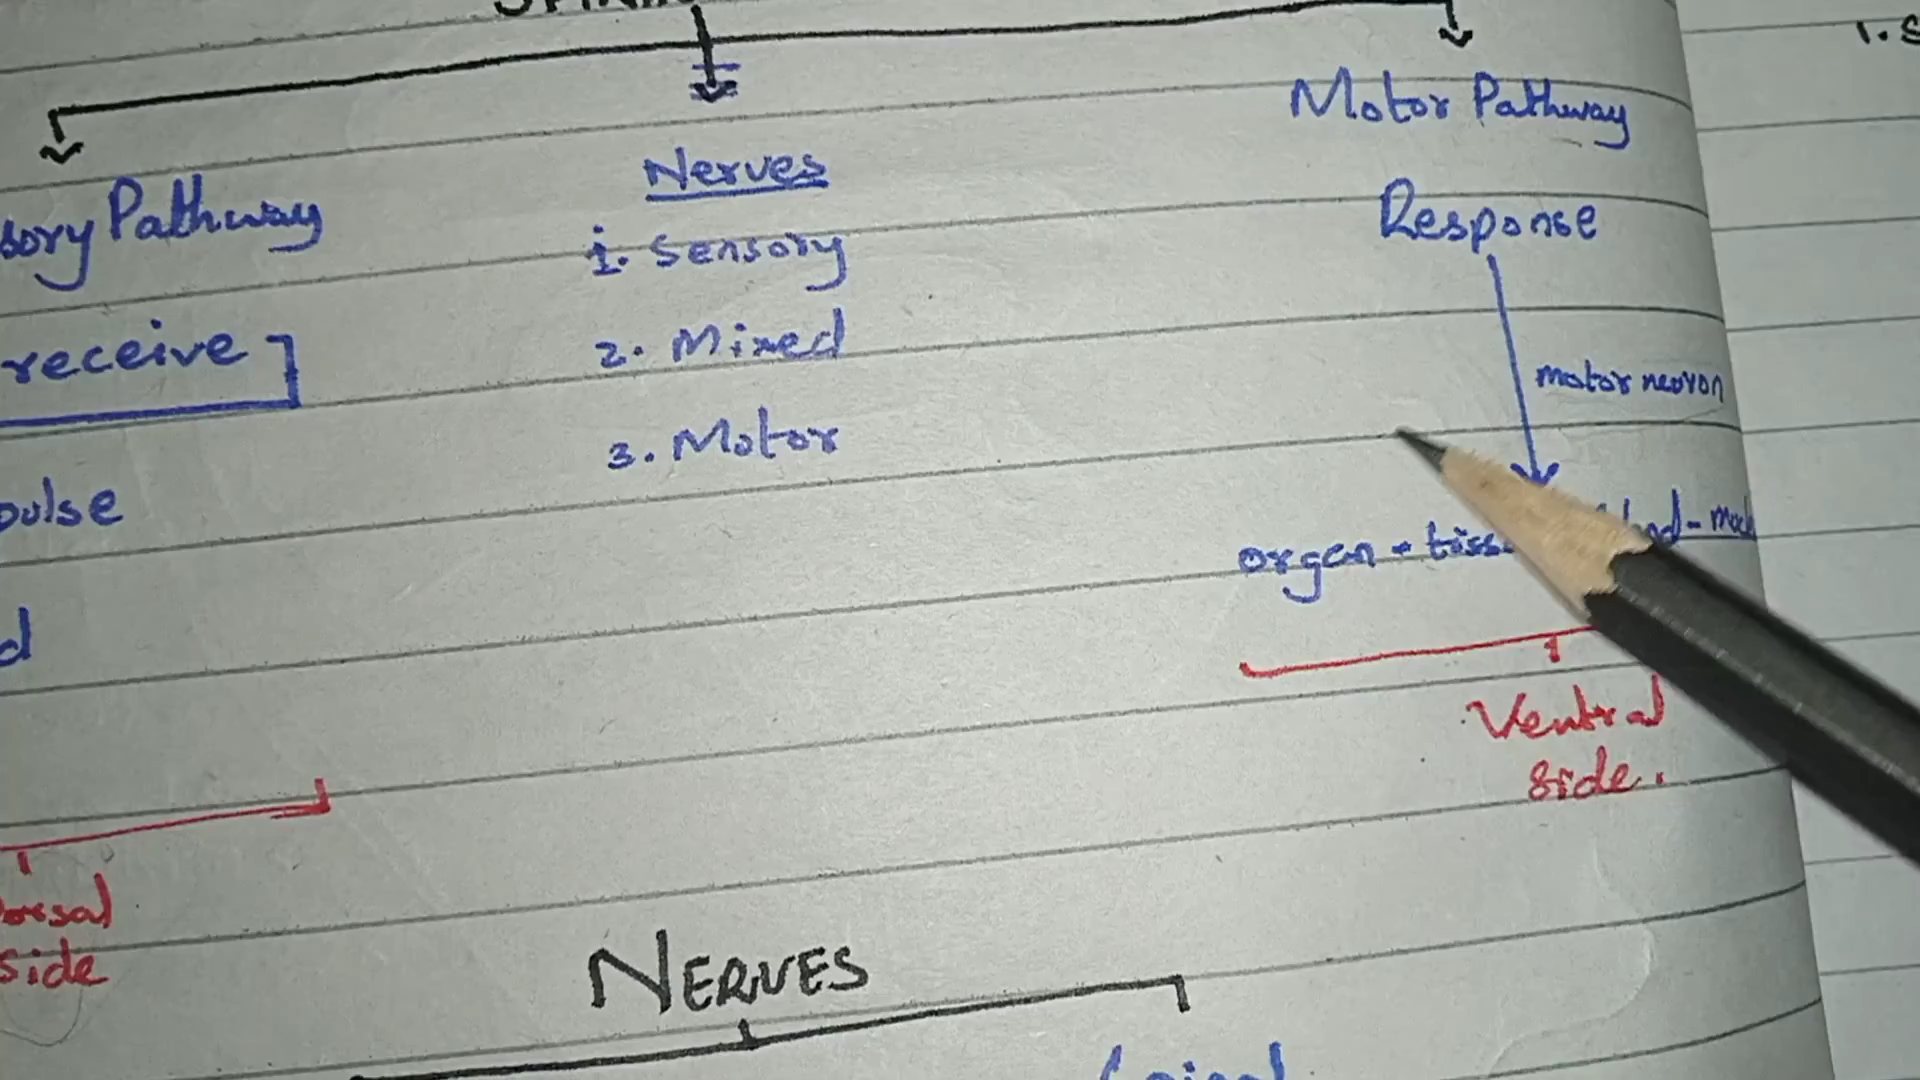 Motor Pathway
Nerves
sory Pathway
Response
1. Sensory
receive
2. Mixed
motor neuron
3. Motor
pulse
organ - tiss
d
Ventral
side.
orsal
side
NERVES